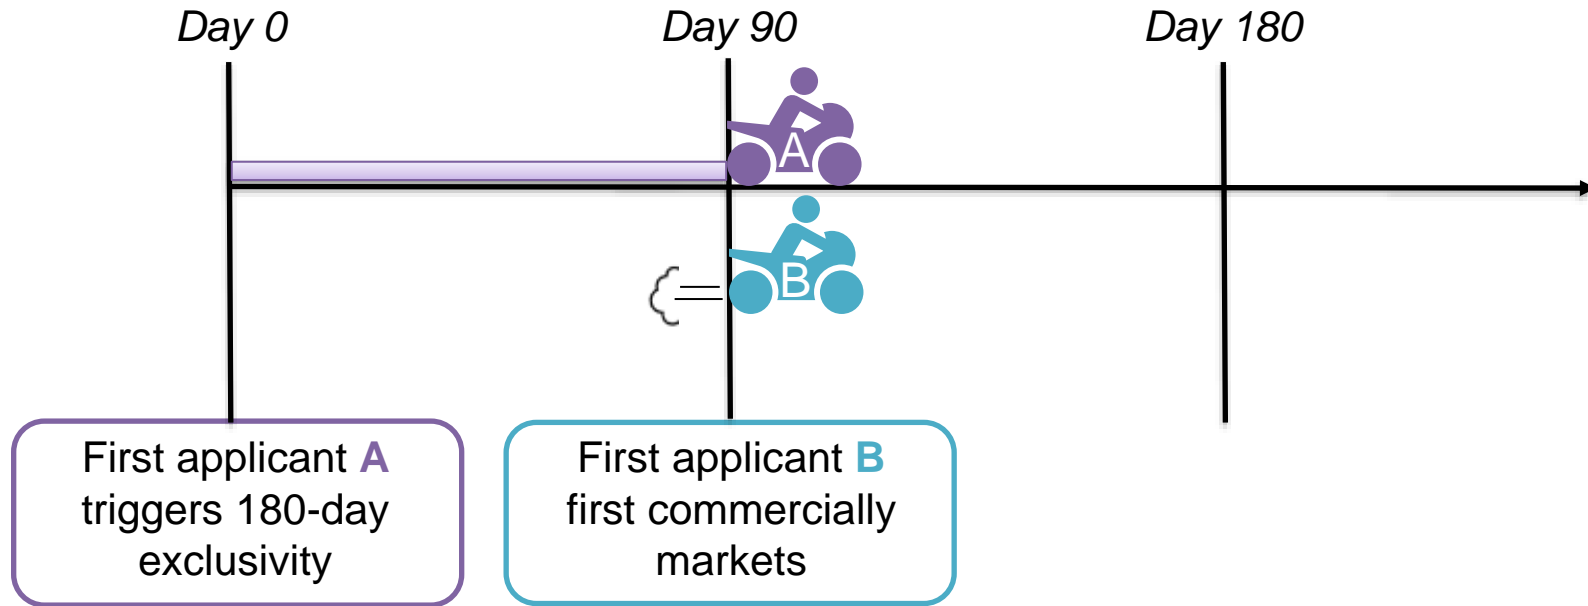 Day 0
Day 90
Day 180
A
B
First applicant A
triggers 180-day
exclusivity
First applicant B
first commercially
markets